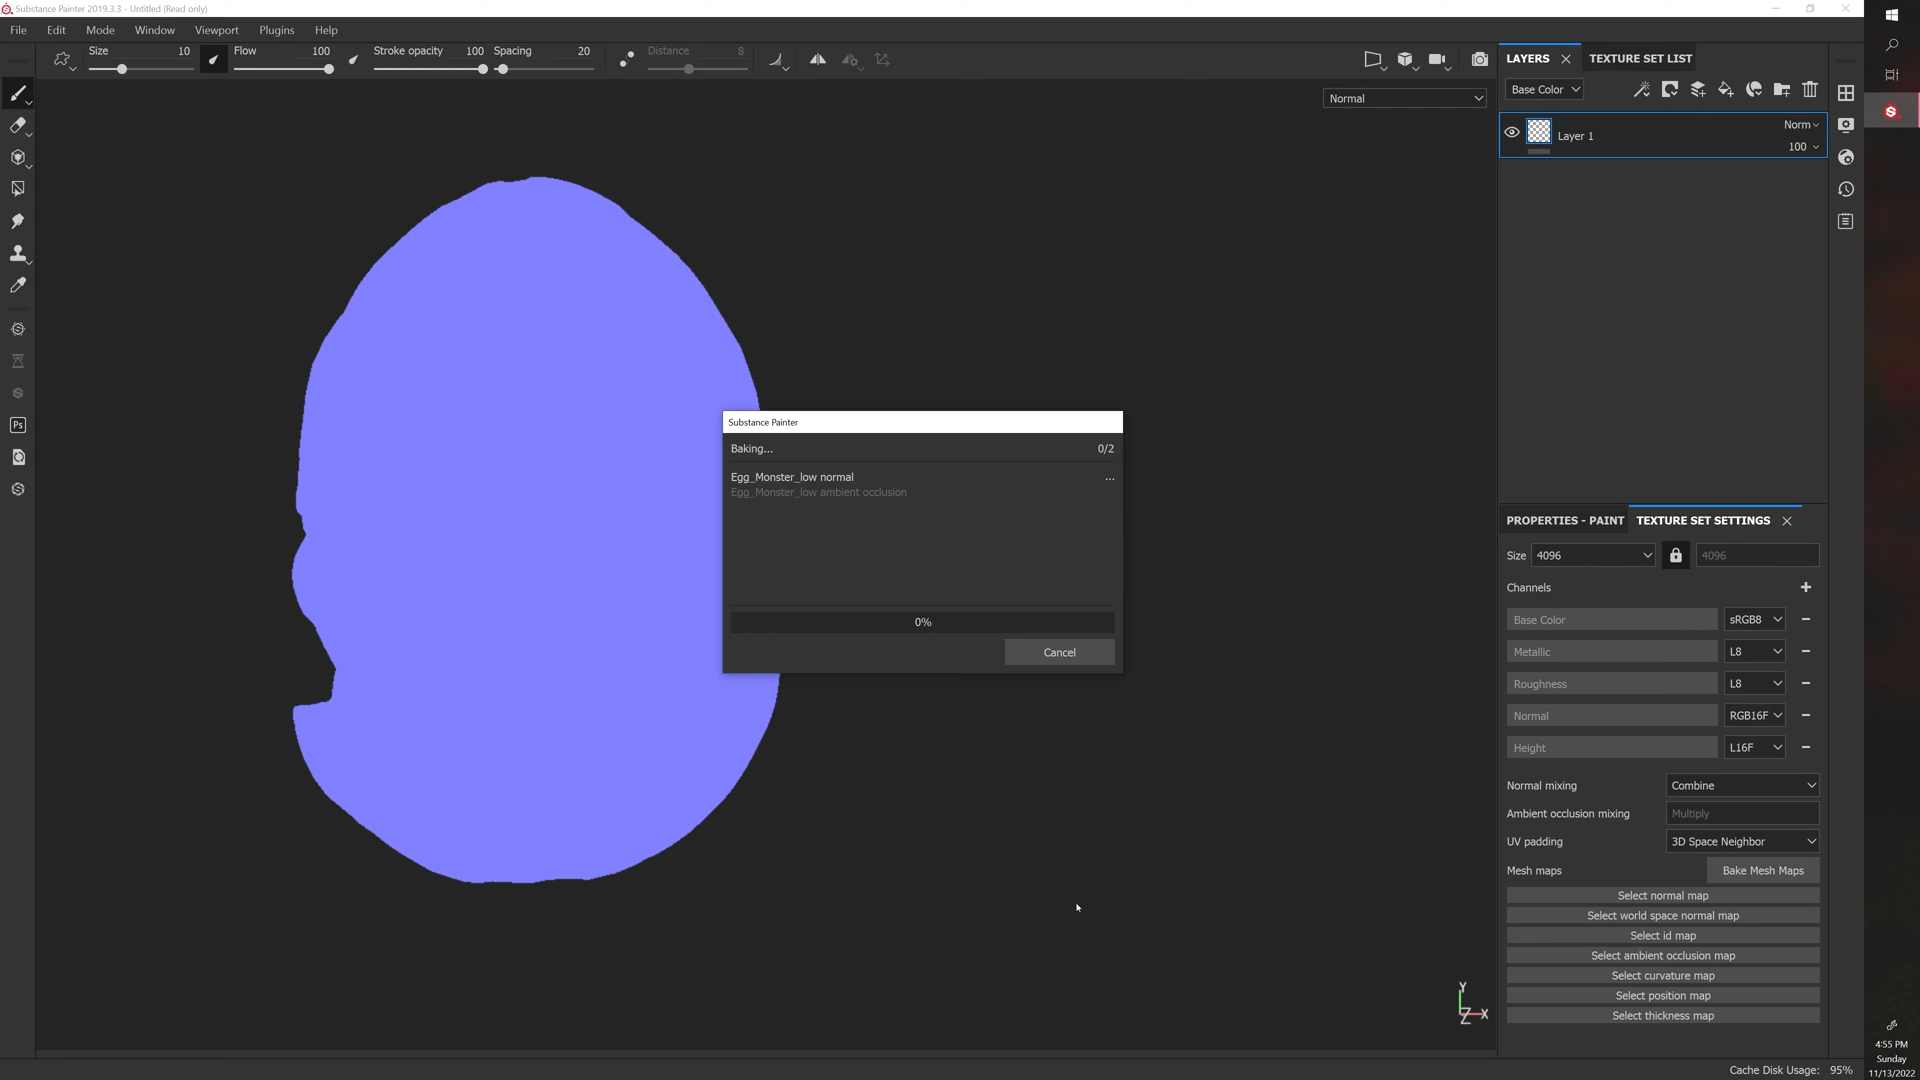 Substance Painter 2019.3.3 - Untitled (Read only)
File Edit Mode Window Viewport Plugins Help
Size 10 Flow 100 Stroke opacity 100 Spacing 20 Distance 8
Normal
LAYERS TEXTURE SET LIST
Base Color
Layer 1 Norm
100
Ps
Substance Painter
Baking... 0/2
Egg_Monster_low normal ...
Egg_Monster_low ambient occlusion
0%
Cancel
PROPERTIES - PAINT TEXTURE SET SETTINGS
Size 4096 4096
Channels
Base Color sRGB8
Metallic L8
Roughness L8
Normal RGB16F
Height L16F
Normal mixing Combine
Ambient occlusion mixing Multiply
UV padding 3D Space Neighbor
Mesh maps Bake Mesh Maps
Select normal map
Select world space normal map
Select id map
Select ambient occlusion map
Select curvature map
Select position map
Select thickness map
Y
Z X
Cache Disk Usage: 95%
4:55 PM
Sunday
11/13/2022